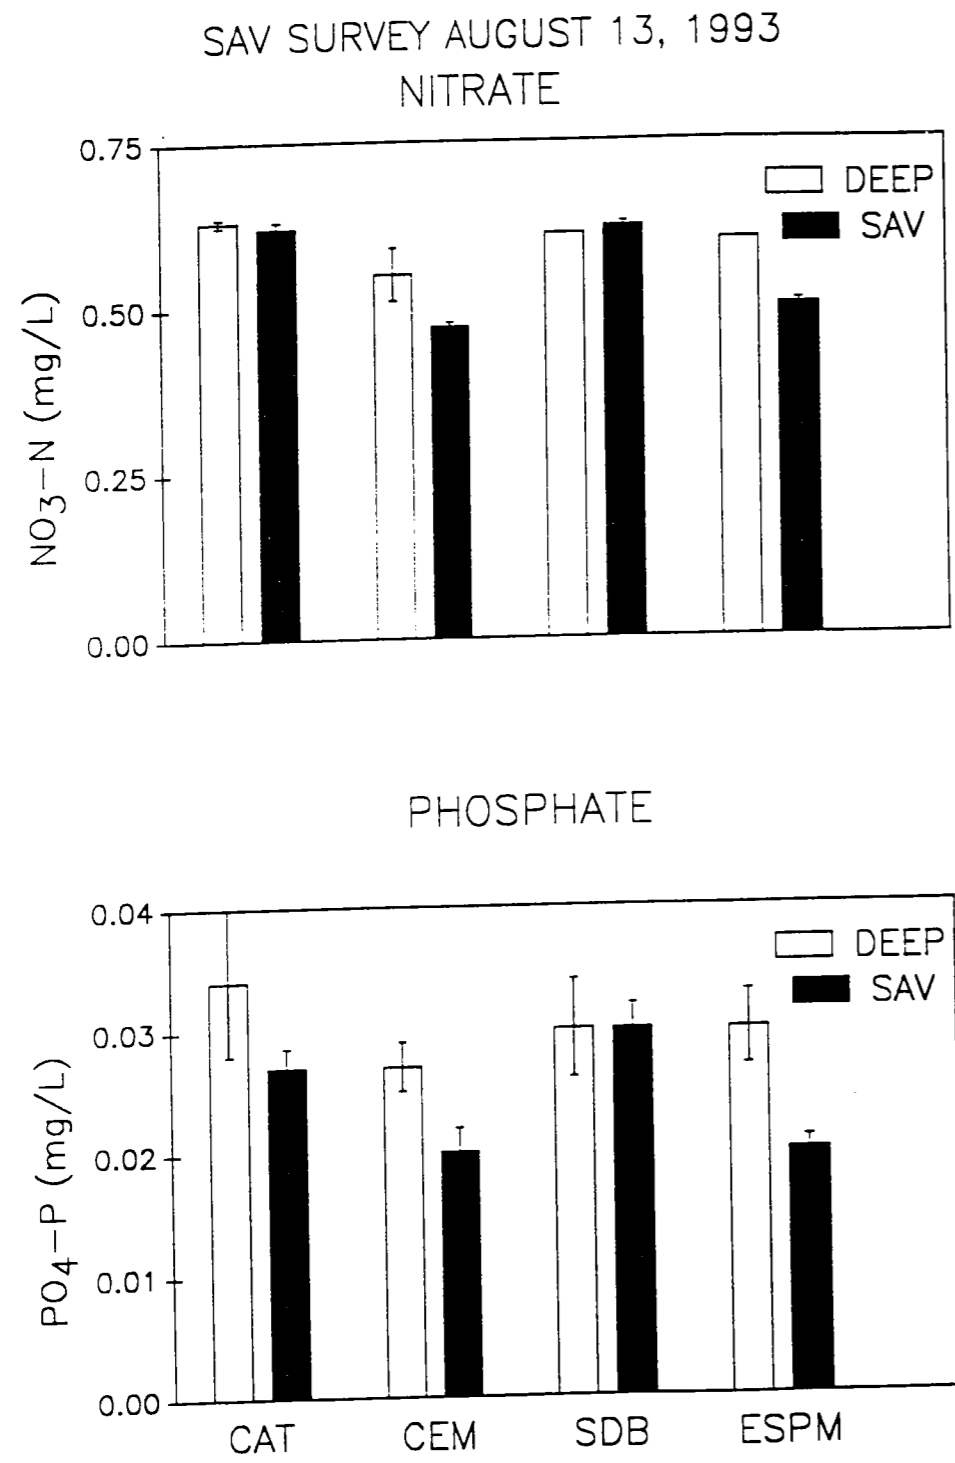 SAV SURVEY AUGUST 13, 1993
NITRATE
0.75
0.50
0.25
0.00
NO3-N (mg/L)
DEEP
SAV
PHOSPHATE
0.04
0.03
0.02
0.01
0.00
PO4-P (mg/L)
DEEP
SAV
CAT CEM SDB ESPM